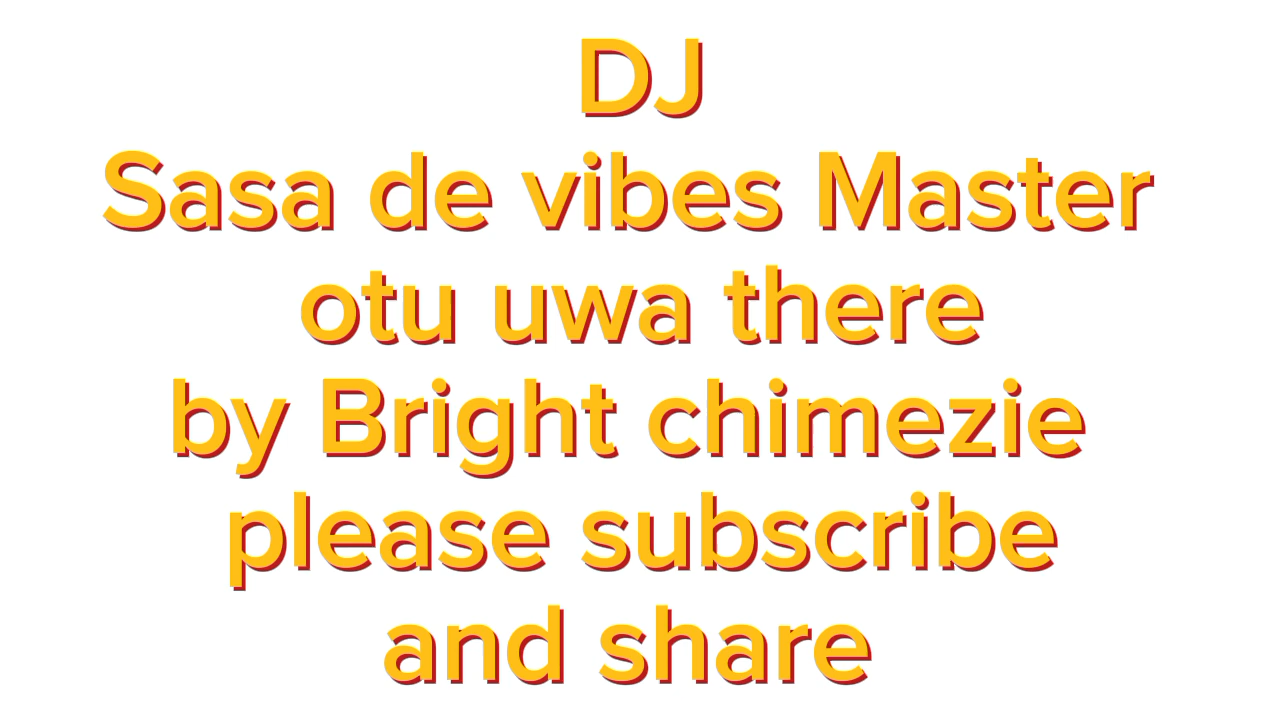 DJ
Sasa de vibes Master
otu uwa there
by Bright chimezie
please subscribe
and share